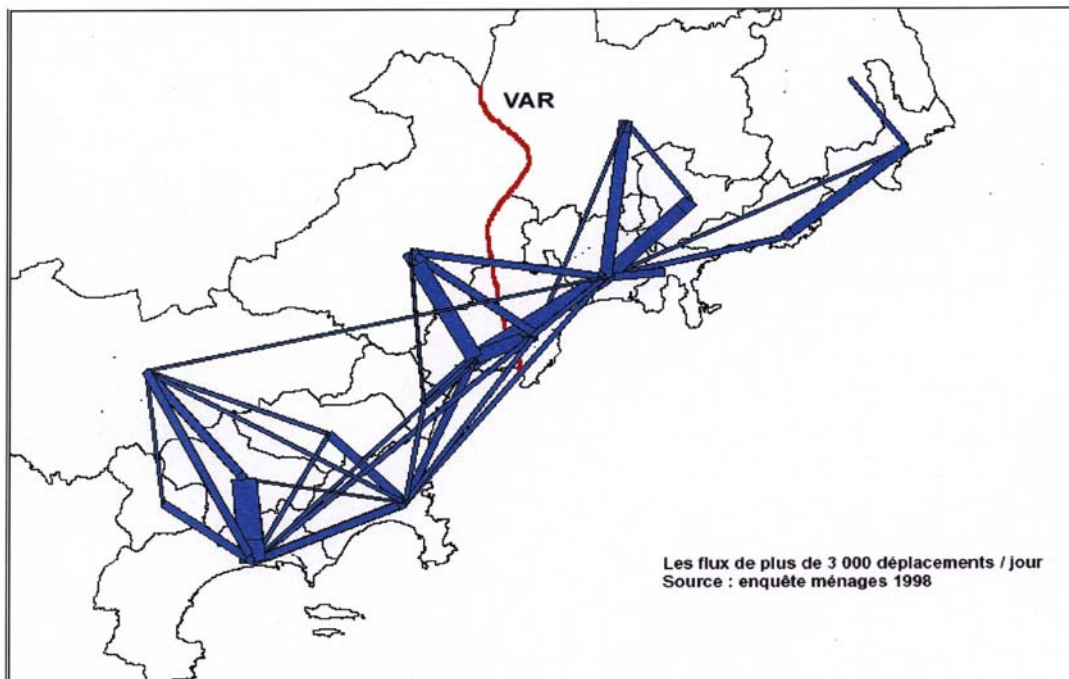 VAR
Les flux de plus de 3 000 déplacements / jour
Source : enquête ménages 1998